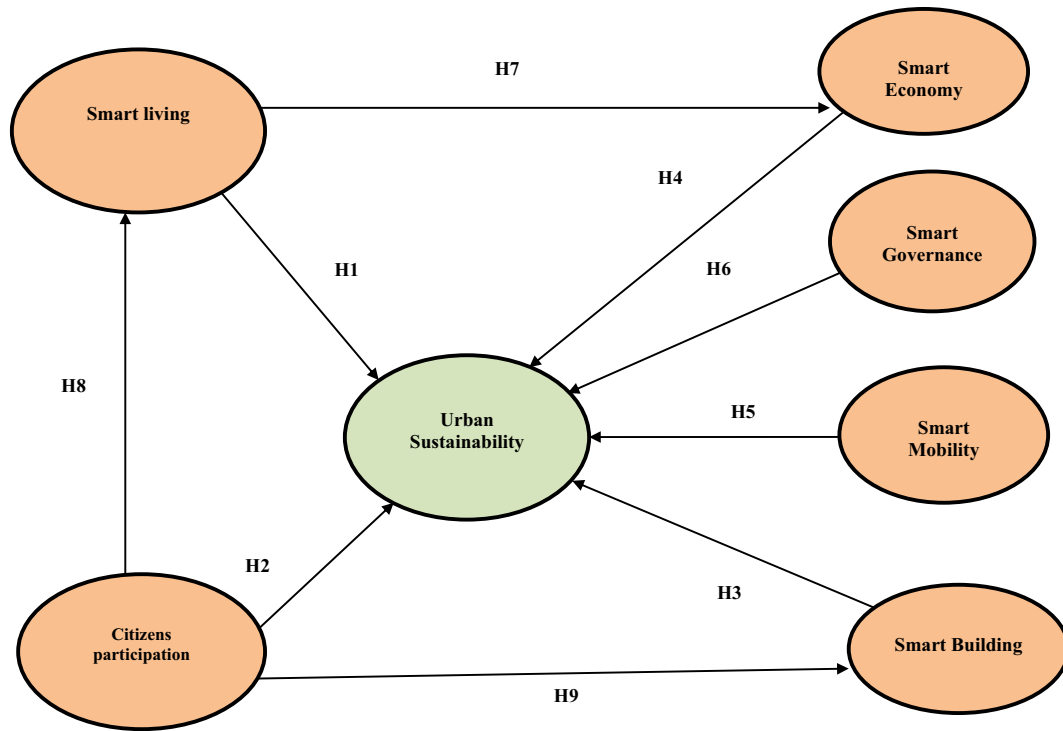 Smart living
H7
Smart
Economy
H4
H1
H6
Smart
Governance
H8
Urban
Sustainability
H5
Smart
Mobility
H2
H3
Citizens
participation
Smart Building
H9